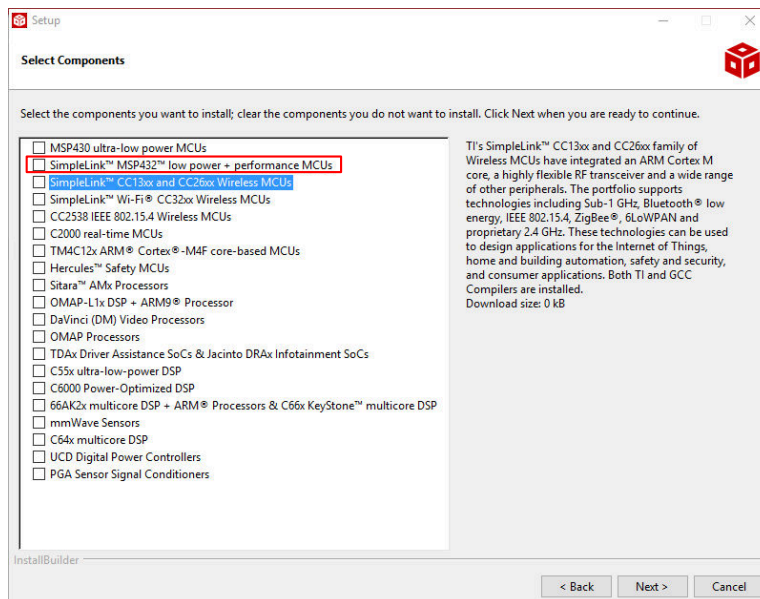 Setup
Select Components
Select the components you want to install; clear the components you do not want to install. Click Next when you are ready to continue.
MSP430 ultra-low power MCUs
SimpleLink™ MSP432™ low power + performance MCUs
SimpleLink™ CC13xx and CC26xx Wireless MCUs
SimpleLink™ Wi-Fi® CC32xx Wireless MCUs
CC2538 IEEE 802.15.4 Wireless MCUs
C2000 real-time MCUs
TM4C12x ARM® Cortex®-M4F core-based MCUs
Hercules™ Safety MCUs
Sitara™ AMx Processors
OMAP-L1x DSP + ARM9® Processor
DaVinci (DM) Video Processors
OMAP Processors
TDAx Driver Assistance SoCs & Jacinto DRAx Infotainment SoCs
C55x ultra-low-power DSP
C6000 Power-Optimized DSP
66AK2x multicore DSP + ARM® Processors & C66x KeyStone™ multicore DSP
mmWave Sensors
C64x multicore DSP
UCD Digital Power Controllers
PGA Sensor Signal Conditioners
TI's SimpleLink™ CC13xx and CC26xx family of
Wireless MCUs have integrated an ARM Cortex M
core, a highly flexible RF transceiver and a wide range
of other peripherals. The portfolio supports
technologies including Sub-1 GHz, Bluetooth® low
energy, IEEE 802.15.4, ZigBee®, 6LoWPAN and
proprietary 2.4 GHz. These technologies can be used
to design applications for the Internet of Things,
home and building automation, safety and security,
and consumer applications. Both TI and GCC
Compilers are installed.
Download size: 0 kB
InstallBuilder
< Back
Next >
Cancel